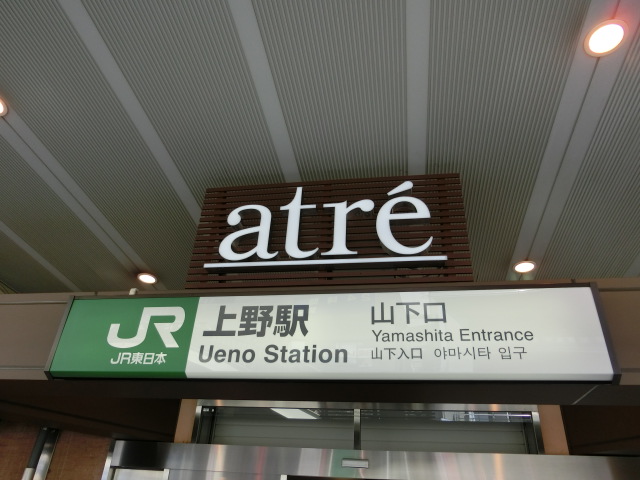 atré
JR
JR東日本
上野駅
Ueno Station
山下口
Yamashita Entrance
山下入口 야마시타 입구